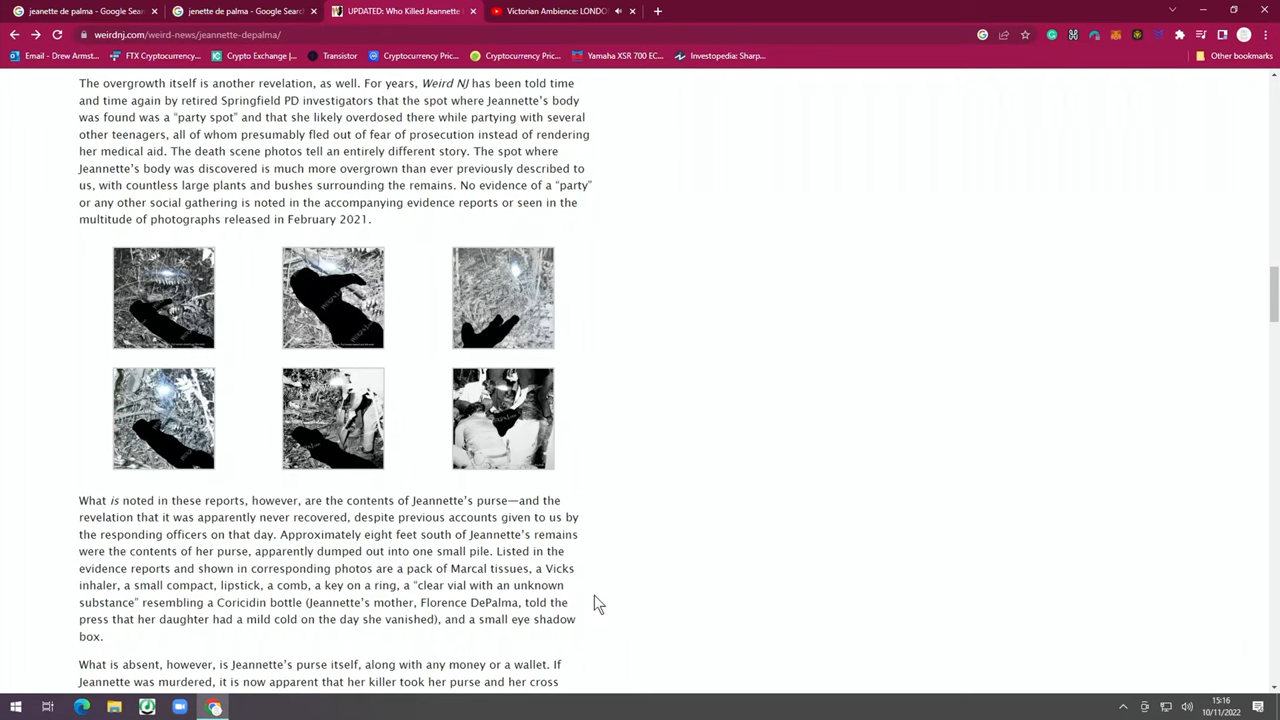 jeanette de palma - Google Sear
jenette de palma - Google Search
UPDATED: Who Killed Jeannette
Victorian Ambience: LONDO
weirdnj.com/weird-news/jeannette-depalma/
Email - Drew Armst...
FTX Cryptocurrency...
Crypto Exchange |...
Transistor
Cryptocurrency Pric...
Cryptocurrency Pric...
Yamaha XSR 700 EC...
Investopedia: Sharp...
Other bookmarks
The overgrowth itself is another revelation, as well. For years, Weird NJ has been told time
and time again by retired Springfield PD investigators that the spot where Jeannette's body
was found was a “party spot” and that she likely overdosed there while partying with several
other teenagers, all of whom presumably fled out of fear of prosecution instead of rendering
her medical aid. The death scene photos tell an entirely different story. The spot where
Jeannette's body was discovered is much more overgrown than ever previously described to
us, with countless large plants and bushes surrounding the remains. No evidence of a “party”
or any other social gathering is noted in the accompanying evidence reports or seen in the
multitude of photographs released in February 2021.
What is noted in these reports, however, are the contents of Jeannette's purse—and the
revelation that it was apparently never recovered, despite previous accounts given to us by
the responding officers on that day. Approximately eight feet south of Jeannette's remains
were the contents of her purse, apparently dumped out into one small pile. Listed in the
evidence reports and shown in corresponding photos are a pack of Marcal tissues, a Vicks
inhaler, a small compact, lipstick, a comb, a key on a ring, a “clear vial with an unknown
substance” resembling a Coricidin bottle (Jeannette's mother, Florence DePalma, told the
press that her daughter had a mild cold on the day she vanished), and a small eye shadow
box.
What is absent, however, is Jeannette's purse itself, along with any money or a wallet. If
Jeannette was murdered, it is now apparent that her killer took her purse and her cross
15:16
10/11/2022